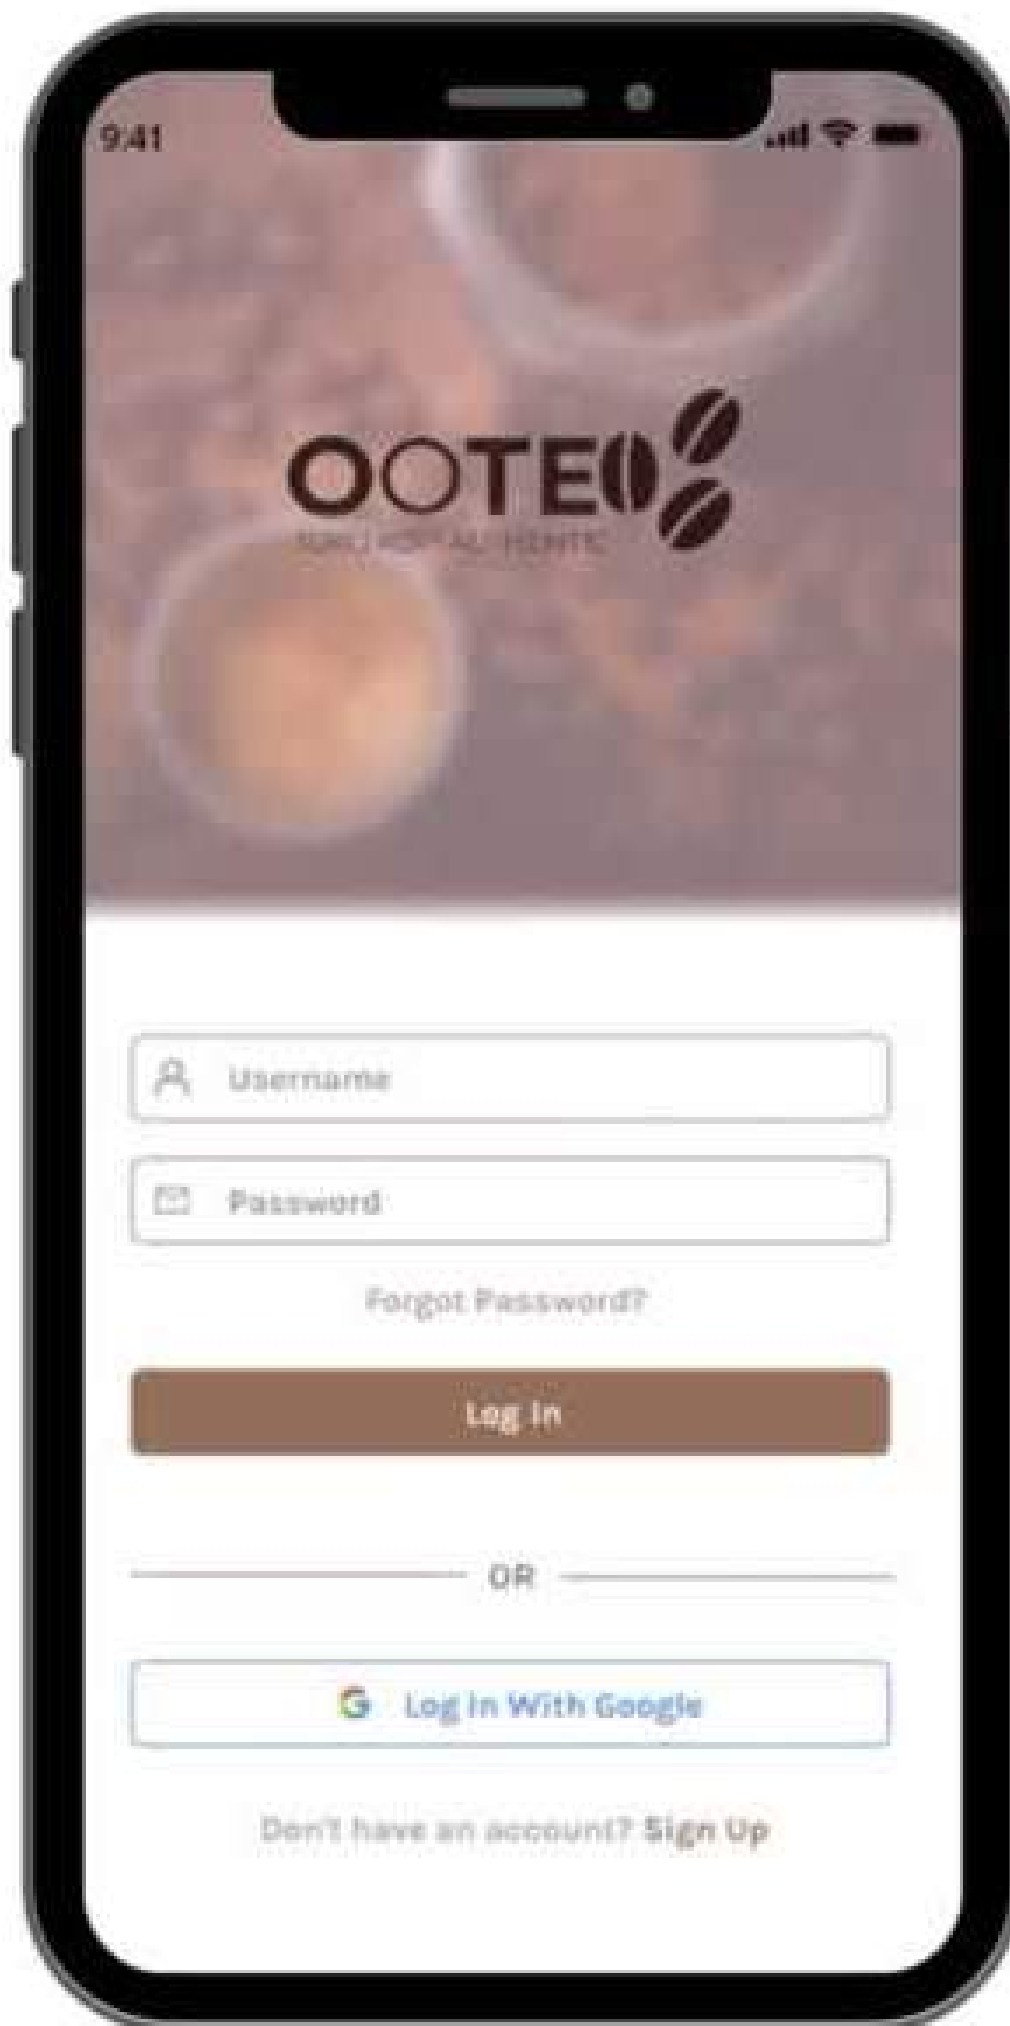 9:41
OOTEO
Username
Password
Forgot Password?
Log In
OR
G Log In With Google
Don't have an account? Sign Up